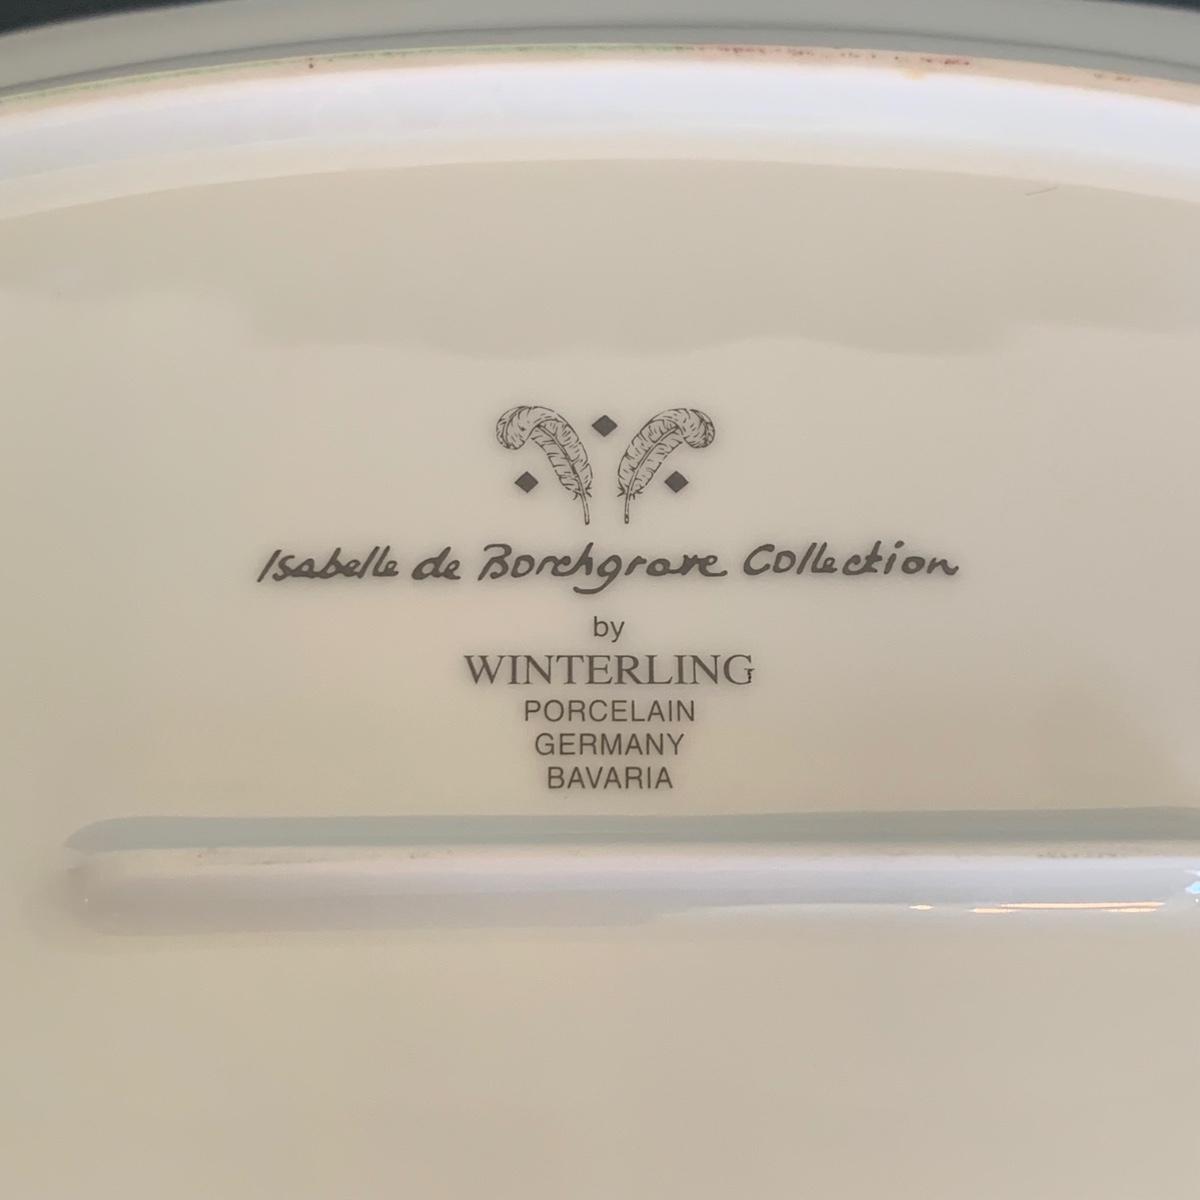 Isabelle de Borchgrave Collection
by
WINTERLING
PORCELAIN
GERMANY
BAVARIA